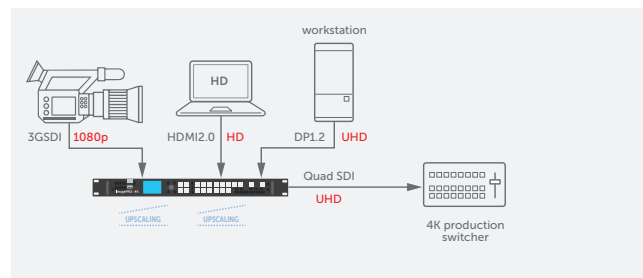 workstation
HD
3GSDI 1080p
HDMI2.0 HD
DP1.2 UHD
Quad SDI
UHD
UPSCALING
UPSCALING
4K production
switcher